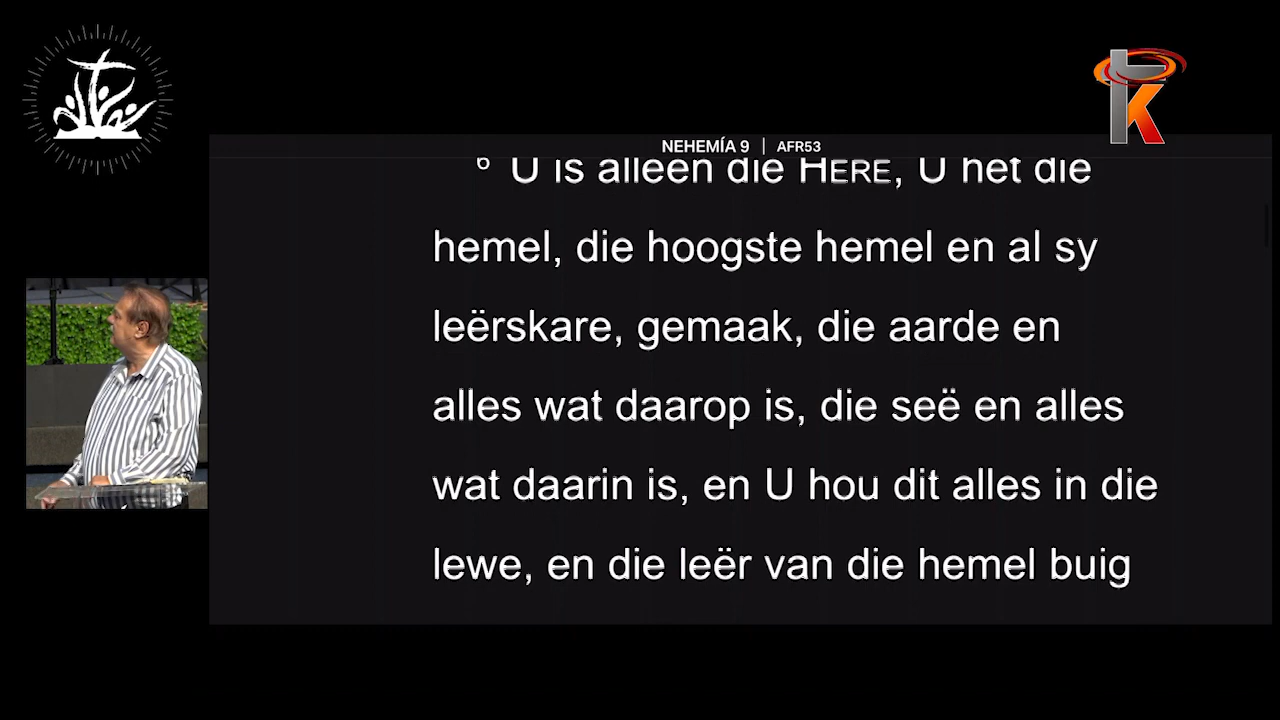 NEHEMÍA 9 | AFR53
6 U is alleen die HERE, U het die
hemel, die hoogste hemel en al sy
leërskare, gemaak, die aarde en
alles wat daarop is, die seë en alles
wat daarin is, en U hou dit alles in die
lewe, en die leër van die hemel buig